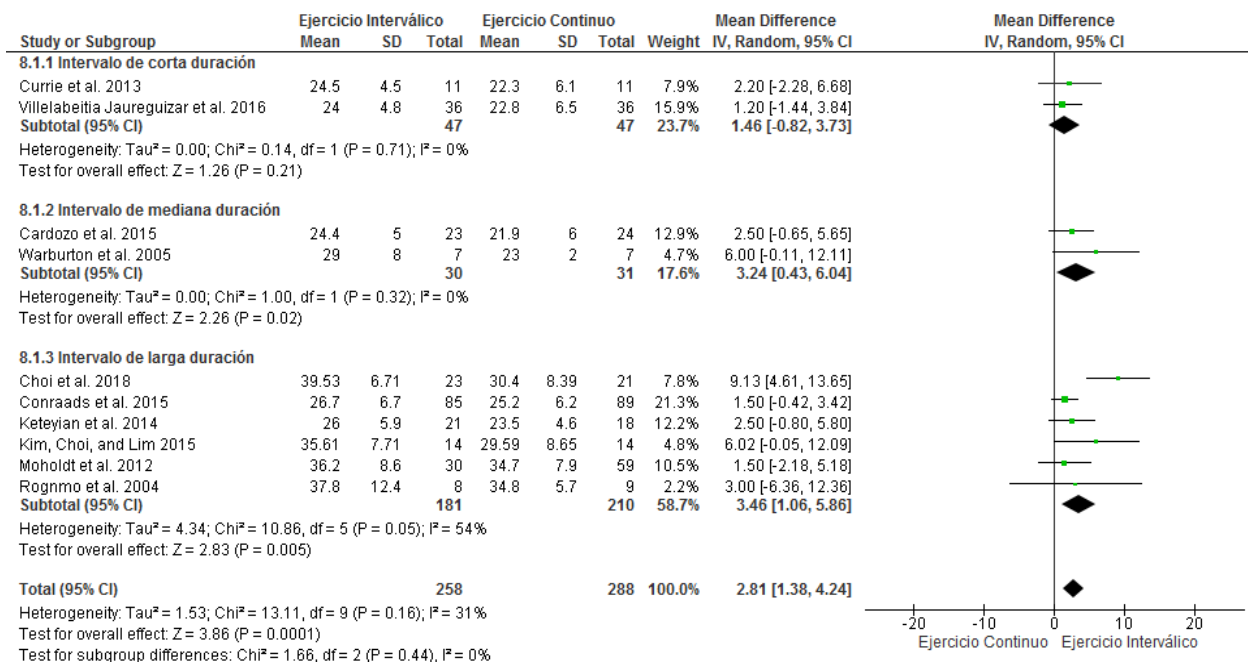 Ejercicio Interválico Ejercicio Continuo Mean Difference Mean Difference
Study or Subgroup Mean SD Total Mean SD Total Weight IV, Random, 95% CI IV, Random, 95% CI
8.1.1 Intervalo de corta duración
Currie et al. 2013 24.5 4.5 11 22.3 6.1 11 7.9% 2.20 [-2.28, 6.68]
Villelabeitia Jaureguizar et al. 2016 24 4.8 36 22.8 6.5 36 15.9% 1.20 [-1.44, 3.84]
Subtotal (95% CI) 47 47 23.7% 1.46 [-0.82, 3.73]
Heterogeneity: Tau² = 0.00; Chi² = 0.14, df = 1 (P = 0.71); I² = 0%
Test for overall effect: Z = 1.26 (P = 0.21)
8.1.2 Intervalo de mediana duración
Cardozo et al. 2015 24.4 5 23 21.9 6 24 12.9% 2.50 [-0.65, 5.65]
Warburton et al. 2005 29 8 7 23 2 7 4.7% 6.00 [-0.11, 12.11]
Subtotal (95% CI) 30 31 17.6% 3.24 [0.43, 6.04]
Heterogeneity: Tau² = 0.00; Chi² = 1.00, df = 1 (P = 0.32); I² = 0%
Test for overall effect: Z = 2.26 (P = 0.02)
8.1.3 Intervalo de larga duración
Choi et al. 2018 39.53 6.71 23 30.4 8.39 21 7.8% 9.13 [4.61, 13.65]
Conraads et al. 2015 26.7 6.7 85 25.2 6.2 89 21.3% 1.50 [-0.42, 3.42]
Keteyian et al. 2014 26 5.9 21 23.5 4.6 18 12.2% 2.50 [-0.80, 5.80]
Kim, Choi, and Lim 2015 35.61 7.71 14 29.59 8.65 14 4.8% 6.02 [-0.05, 12.09]
Moholdt et al. 2012 36.2 8.6 30 34.7 7.9 59 10.5% 1.50 [-2.18, 5.18]
Rognmo et al. 2004 37.8 12.4 8 34.8 5.7 9 2.2% 3.00 [-6.36, 12.36]
Subtotal (95% CI) 181 210 58.7% 3.46 [1.06, 5.86]
Heterogeneity: Tau² = 4.34; Chi² = 10.86, df = 5 (P = 0.05); I² = 54%
Test for overall effect: Z = 2.83 (P = 0.005)
Total (95% CI) 258 288 100.0% 2.81 [1.38, 4.24]
Heterogeneity: Tau² = 1.53; Chi² = 13.11, df = 9 (P = 0.16); I² = 31%
Test for overall effect: Z = 3.86 (P = 0.0001)
Test for subgroup differences: Chi² = 1.66, df = 2 (P = 0.44), I² = 0%
-20 -10 0 10 20
Ejercicio Continuo Ejercicio Interválico